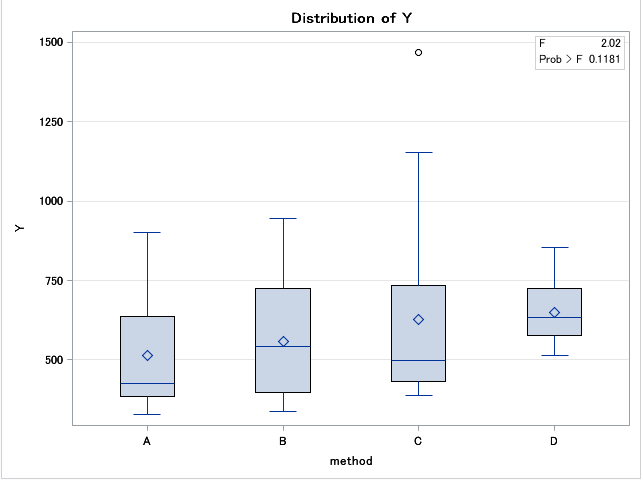 Distribution of Y
F 2.02
Prob > F 0.1181
1500
1250
1000
750
500
Y
A B C D
method